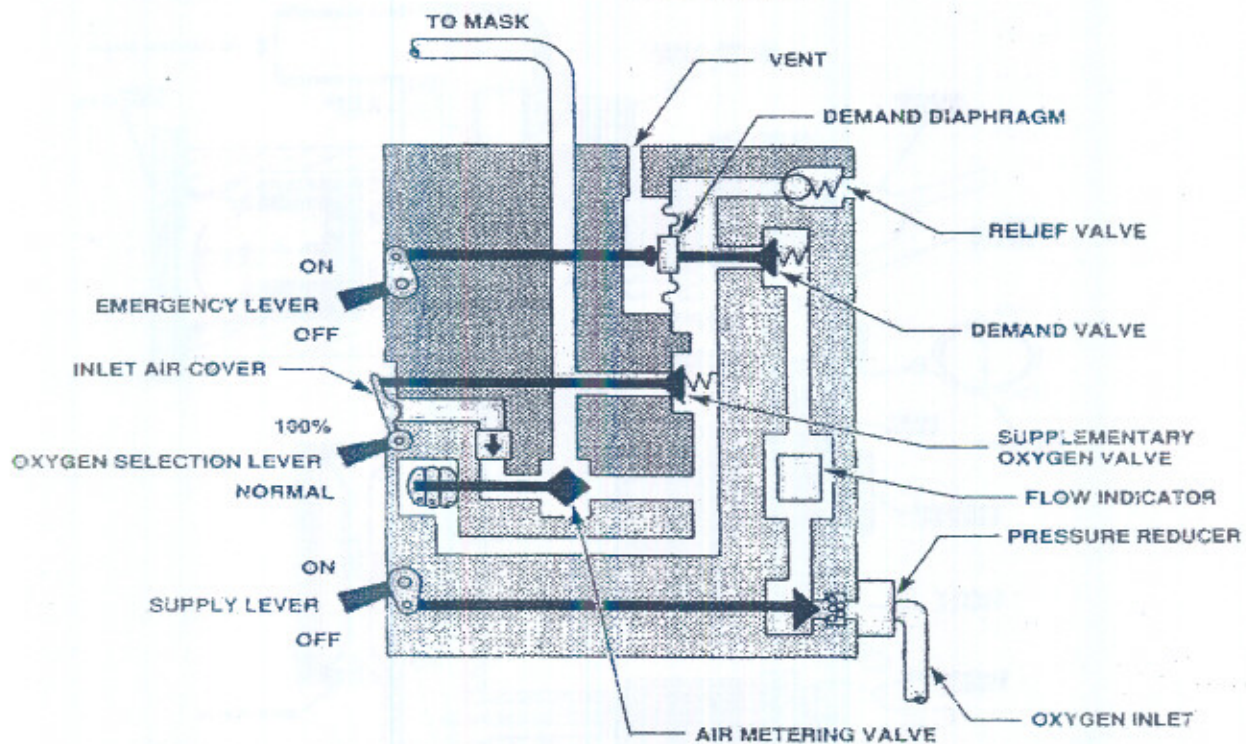 TO MASK
VENT
DEMAND DIAPHRAGM
RELIEF VALVE
ON
EMERGENCY LEVER
OFF
DEMAND VALVE
INLET AIR COVER
100%
OXYGEN SELECTION LEVER
NORMAL
SUPPLEMENTARY
OXYGEN VALVE
FLOW INDICATOR
PRESSURE REDUCER
ON
SUPPLY LEVER
OFF
OXYGEN INLET
AIR METERING VALVE